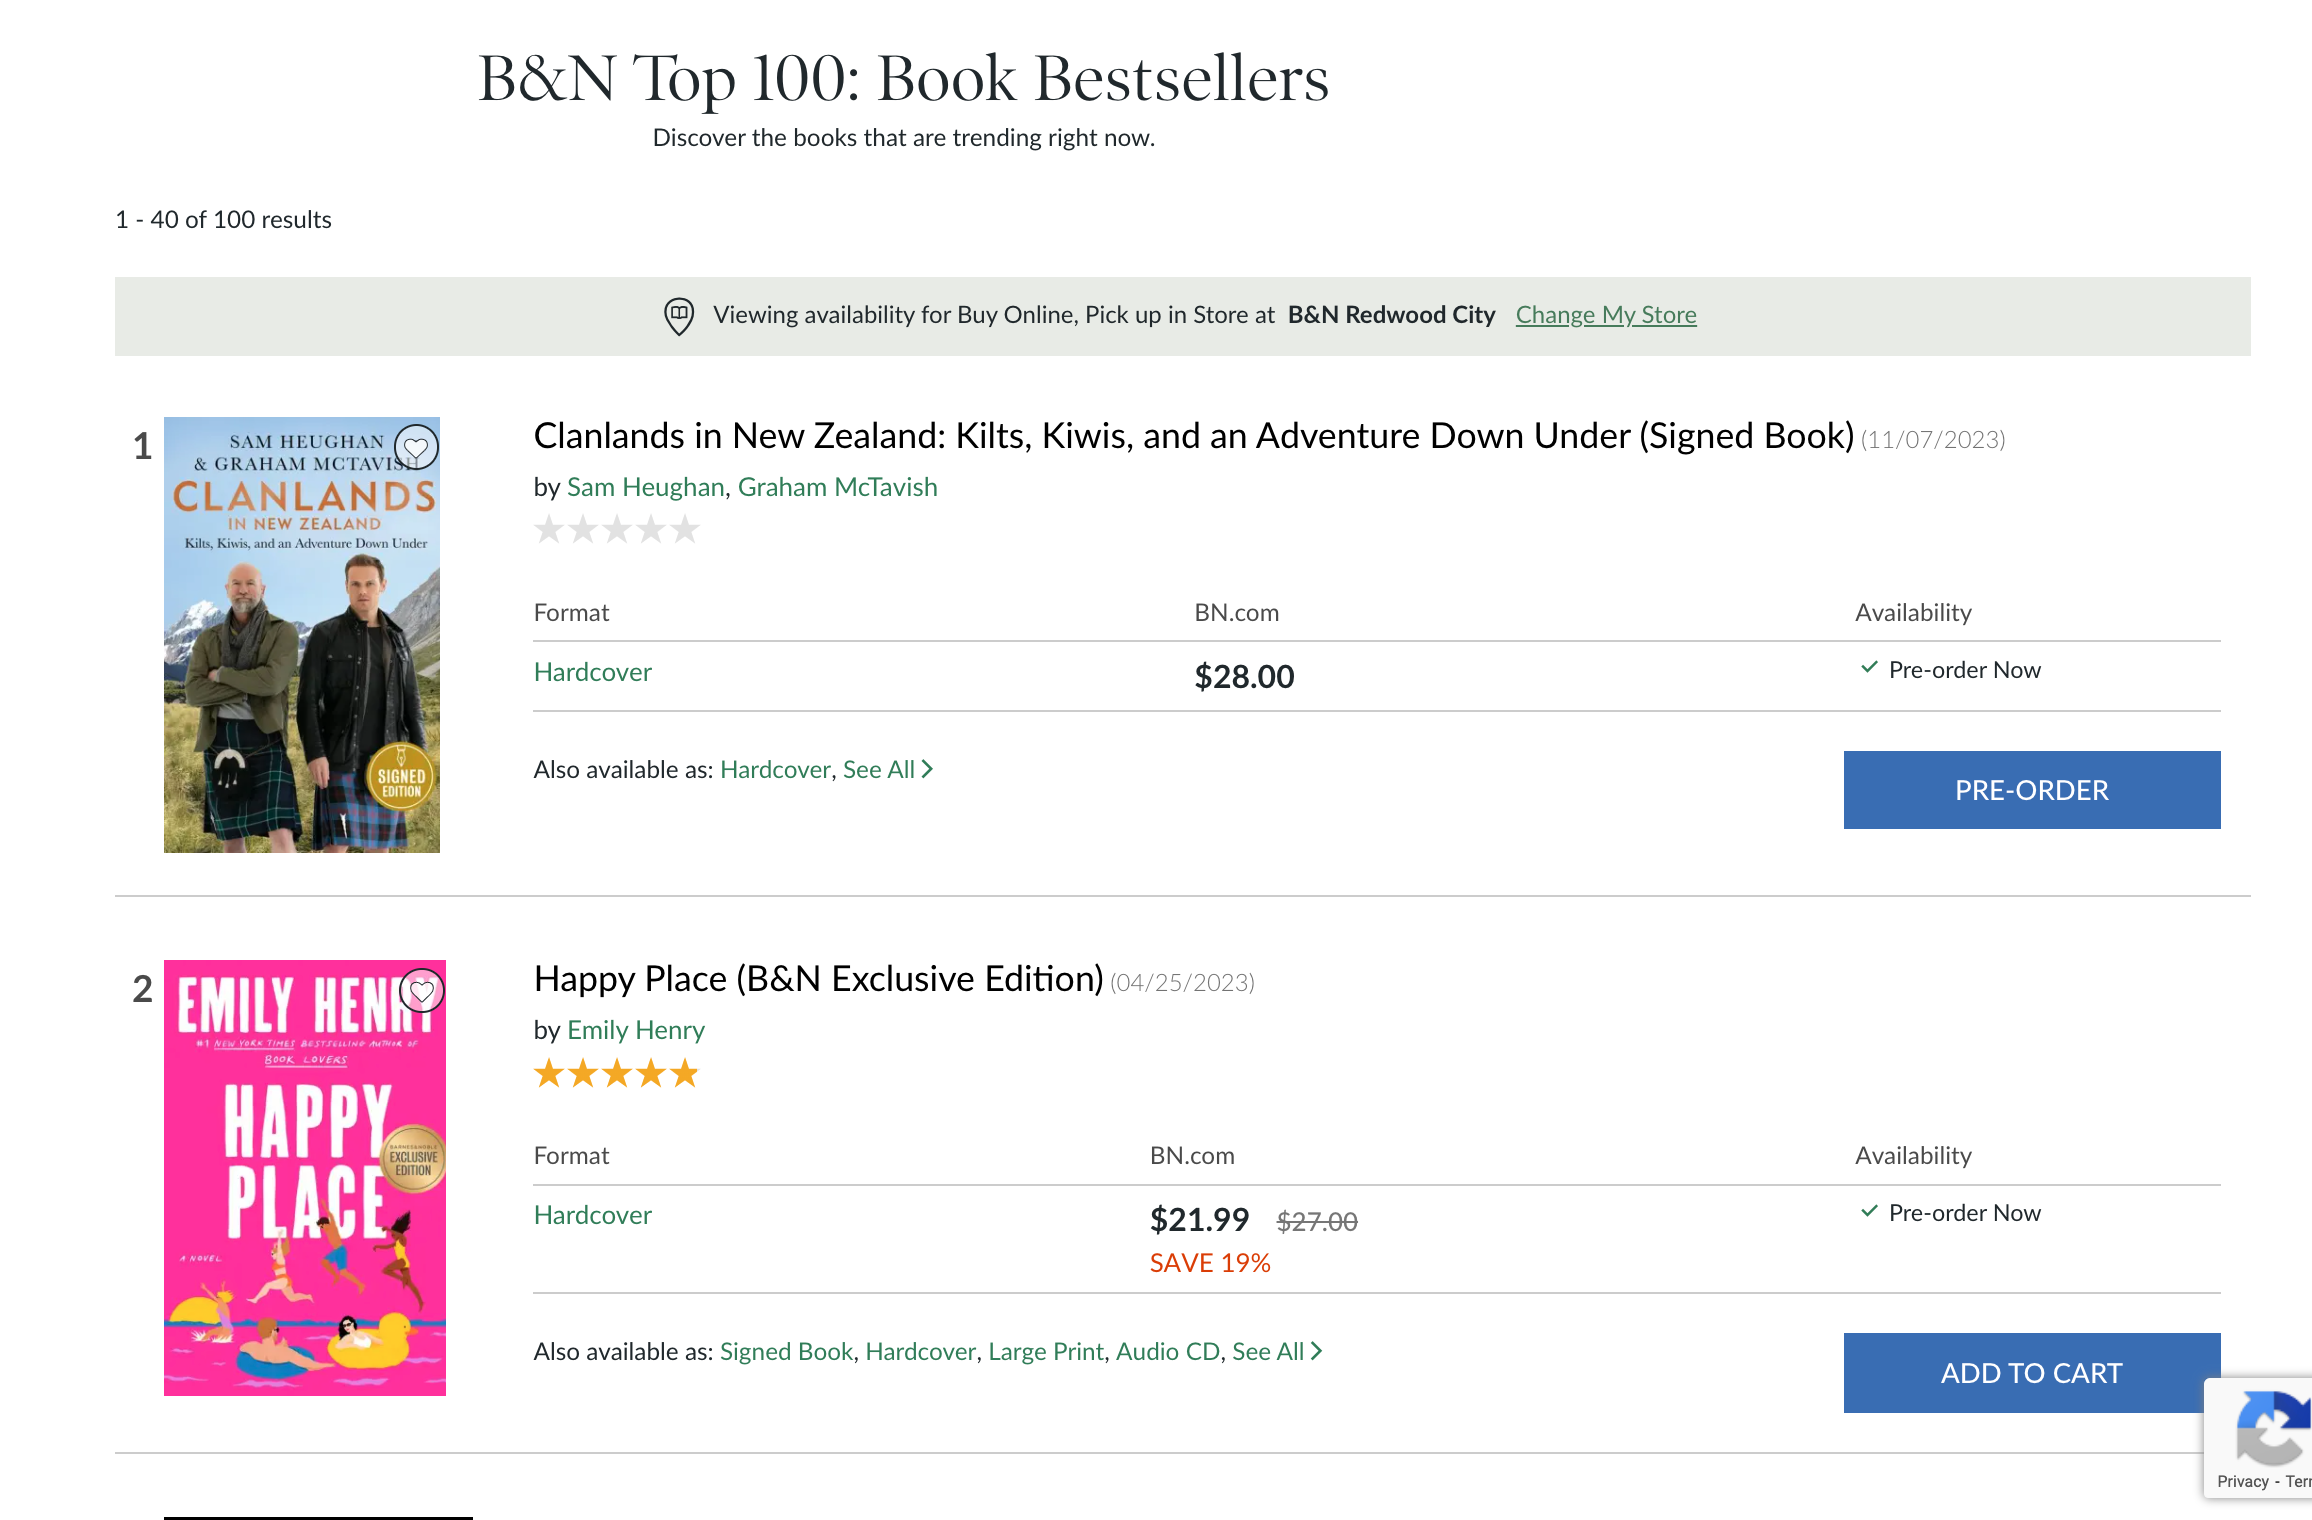 B&N Top 100: Book Bestsellers
Discover the books that are trending right now.
1 - 40 of 100 results
Viewing availability for Buy Online, Pick up in Store at B&N Redwood City Change My Store
1
SAM HEUGHAN
& GRAHAM MCTAVISH
CLANLANDS
IN NEW ZEALAND
Kilts, Kiwis, and an Adventure Down Under
SIGNED
EDITION
Clanlands in New Zealand: Kilts, Kiwis, and an Adventure Down Under (Signed Book) (11/07/2023)
by Sam Heughan, Graham McTavish
Format BN.com Availability
Hardcover $28.00 Pre-order Now
Also available as: Hardcover, See All
PRE-ORDER
2
EMILY HENRY
#1 NEW YORK TIMES BESTSELLING AUTHOR OF
BOOK LOVERS
HAPPY
PLACE
BARNES&NOBLE
EXCLUSIVE
EDITION
A NOVEL
Happy Place (B&N Exclusive Edition) (04/25/2023)
by Emily Henry
Format BN.com Availability
Hardcover $21.99 $27.00 Pre-order Now
SAVE 19%
Also available as: Signed Book, Hardcover, Large Print, Audio CD, See All
ADD TO CART
Privacy - Terr